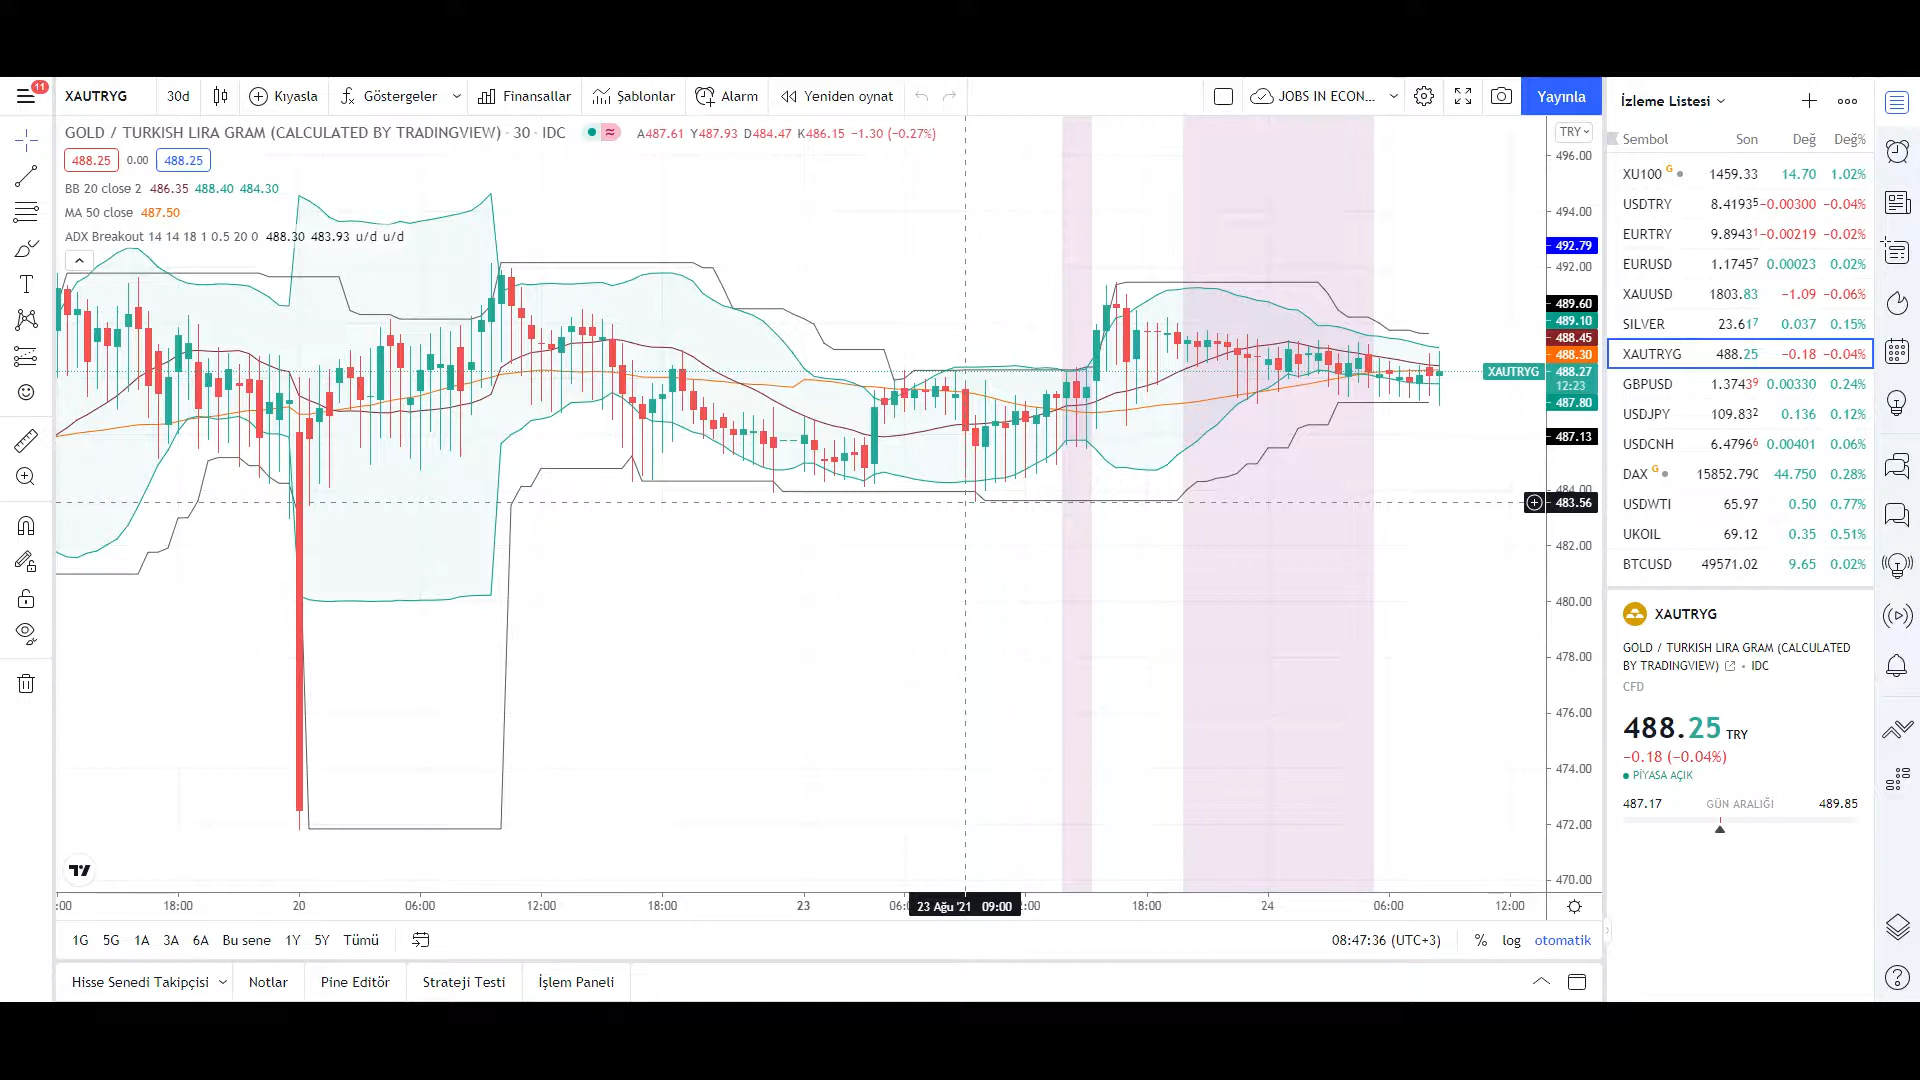 11
XAUTRYG 30d Kıyasla Göstergeler Finansallar Şablonlar Alarm Yeniden oynat JOBS IN ECON... Yayınla
GOLD / TURKISH LIRA GRAM (CALCULATED BY TRADINGVIEW) · 30 · IDC A487.61 Y487.93 D484.47 K486.15 −1.30 (−0.27%)
488.25 0.00 488.25
BB 20 close 2 486.35 488.40 484.30
MA 50 close 487.50
ADX Breakout 14 14 18 1 0.5 20 0 488.30 483.93 u/d u/d
TRY
496.00
494.00
492.79
492.00
489.60
489.10
488.45
488.30
XAUTRYG 488.27
12:23
487.80
487.13
484.00
483.56
482.00
480.00
478.00
476.00
474.00
472.00
470.00
:00 18:00 20 06:00 12:00 18:00 23 06:0 23 Ağu '21 09:00 2:00 18:00 24 06:00 12:00
1G 5G 1A 3A 6A Bu sene 1Y 5Y Tümü 08:47:36 (UTC+3) % log otomatik
Hisse Senedi Takipçisi Notlar Pine Editör Strateji Testi İşlem Paneli
İzleme Listesi
Sembol Son Değ Değ%
XU100 G 1459.33 14.70 1.02%
USDTRY 8.41935 −0.00300 −0.04%
EURTRY 9.89431 −0.00219 −0.02%
EURUSD 1.17457 0.00023 0.02%
XAUUSD 1803.83 −1.09 −0.06%
SILVER 23.617 0.037 0.15%
XAUTRYG 488.25 −0.18 −0.04%
GBPUSD 1.37439 0.00330 0.24%
USDJPY 109.832 0.136 0.12%
USDCNH 6.47966 0.00401 0.06%
DAX G 15852.790 44.750 0.28%
USDWTI 65.97 0.50 0.77%
UKOIL 69.12 0.35 0.51%
BTCUSD 49571.02 9.65 0.02%
XAUTRYG
GOLD / TURKISH LIRA GRAM (CALCULATED
BY TRADINGVIEW) · IDC
CFD
488.25 TRY
−0.18 (−0.04%)
PİYASA AÇIK
487.17 GÜN ARALIĞI 489.85